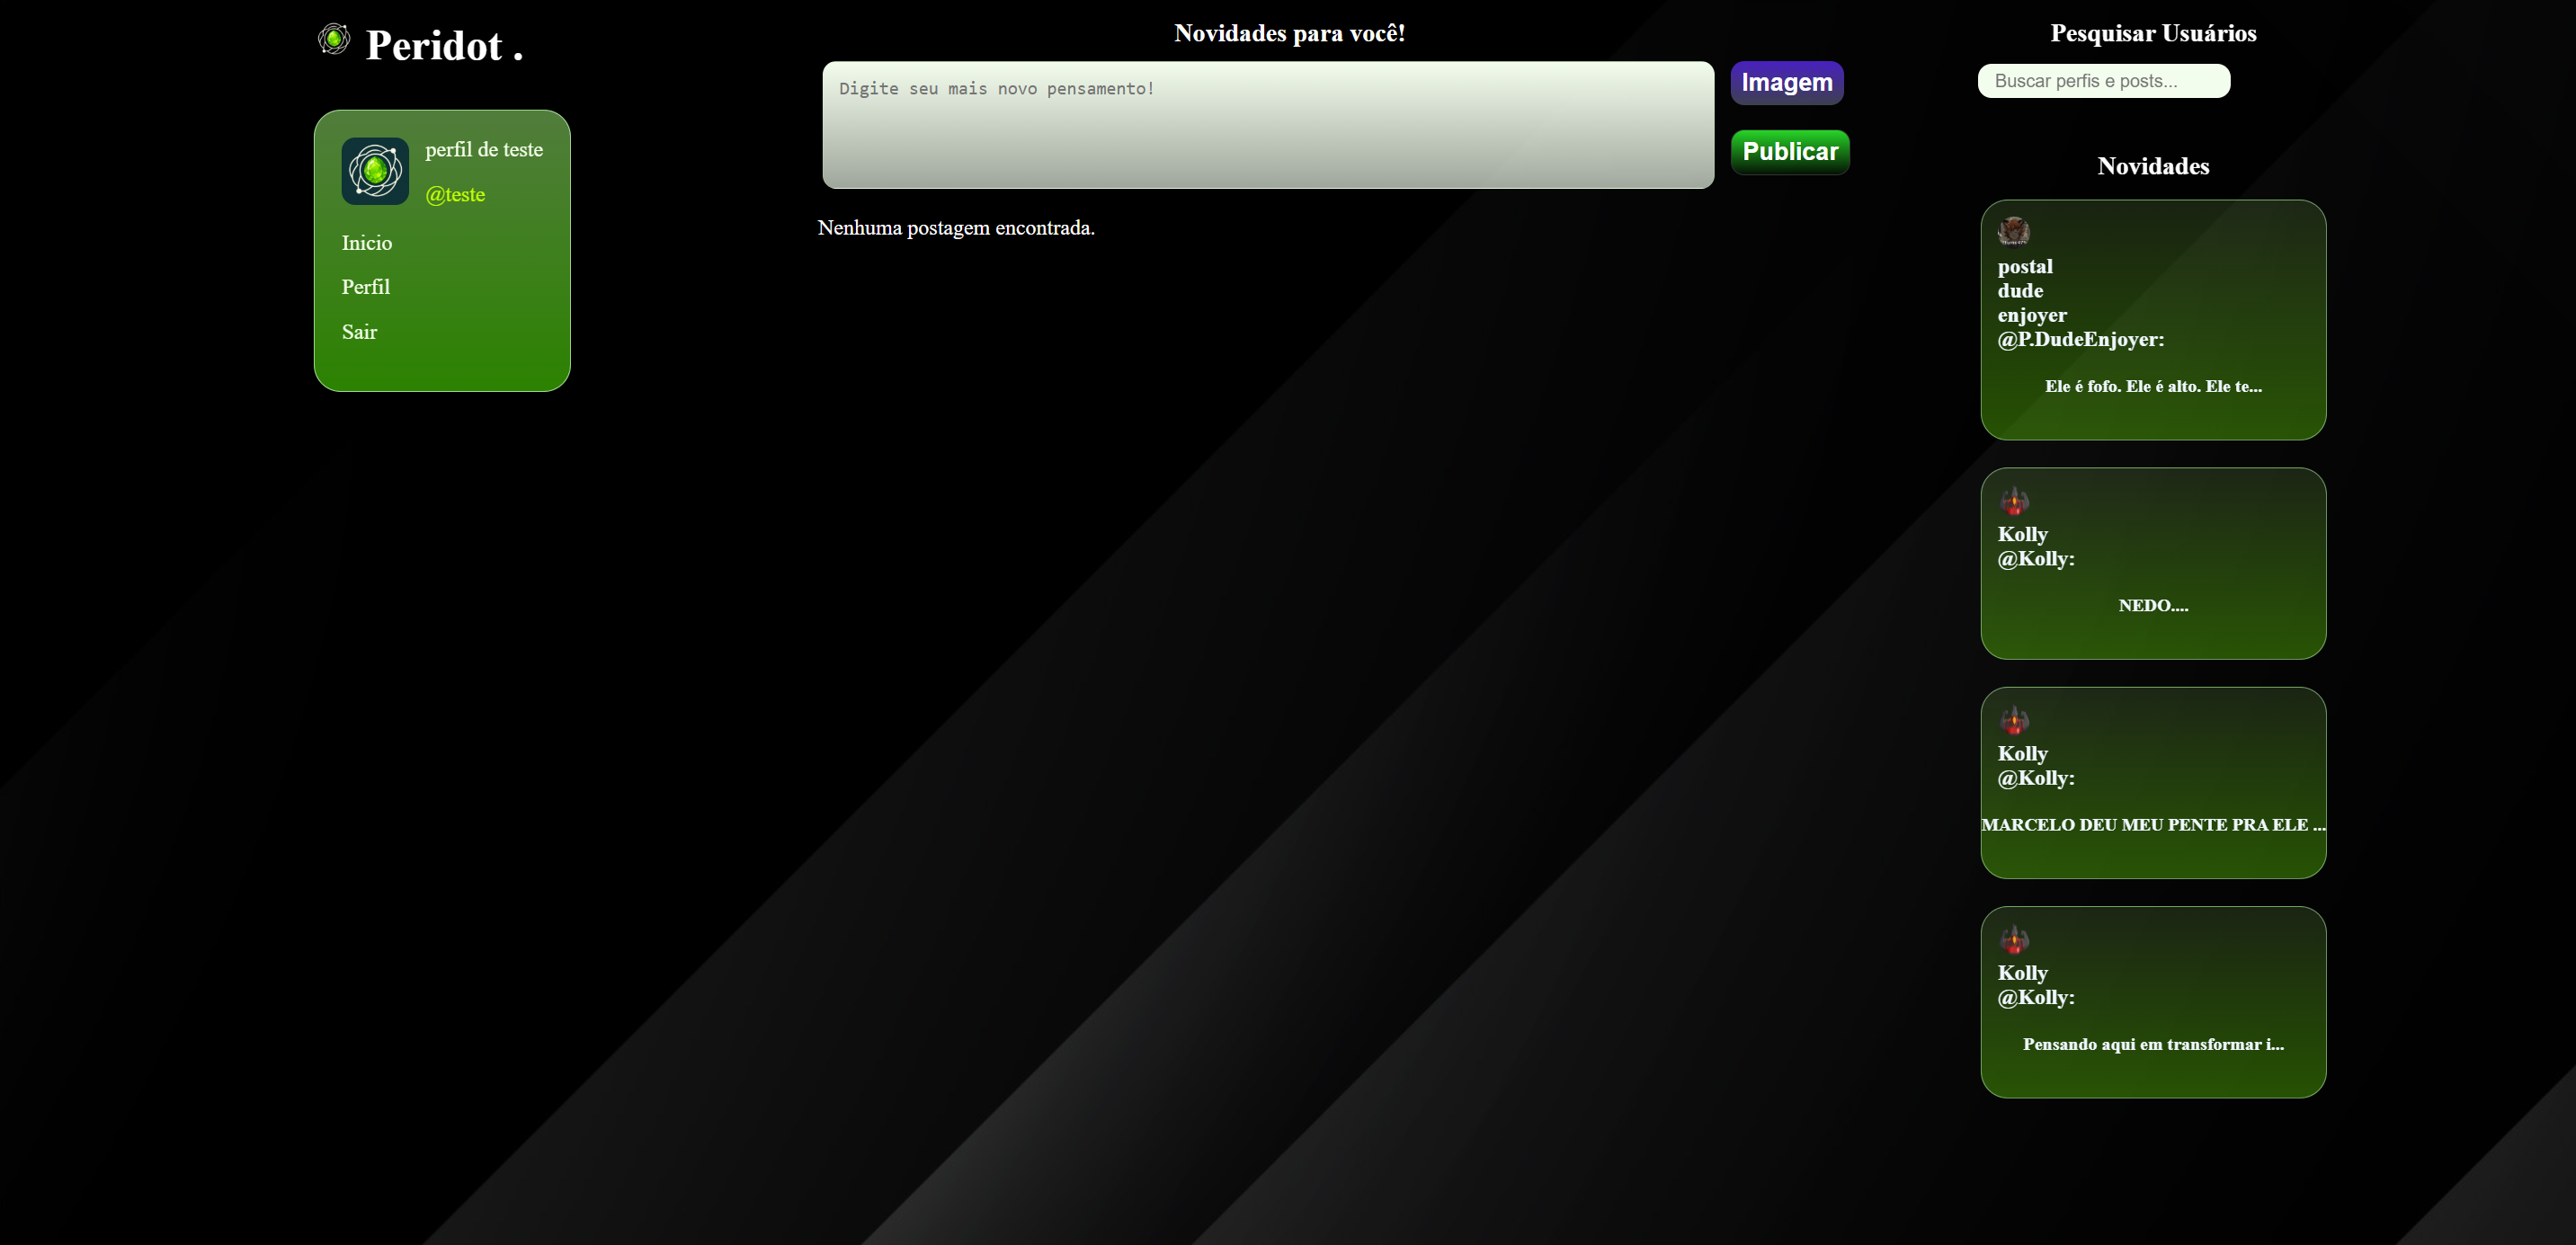 Peridot .
perfil de teste
@teste
Inicio
Perfil
Sair
Novidades para você!
Digite seu mais novo pensamento!
Imagem
Publicar
Nenhuma postagem encontrada.
Pesquisar Usuários
Buscar perfis e posts...
Novidades
postal
dude
enjoyer
@P.DudeEnjoyer:
Ele é fofo. Ele é alto. Ele te...
Kolly
@Kolly:
NEDO....
Kolly
@Kolly:
MARCELO DEU MEU PENTE PRA ELE ...
Kolly
@Kolly:
Pensando aqui em transformar i...